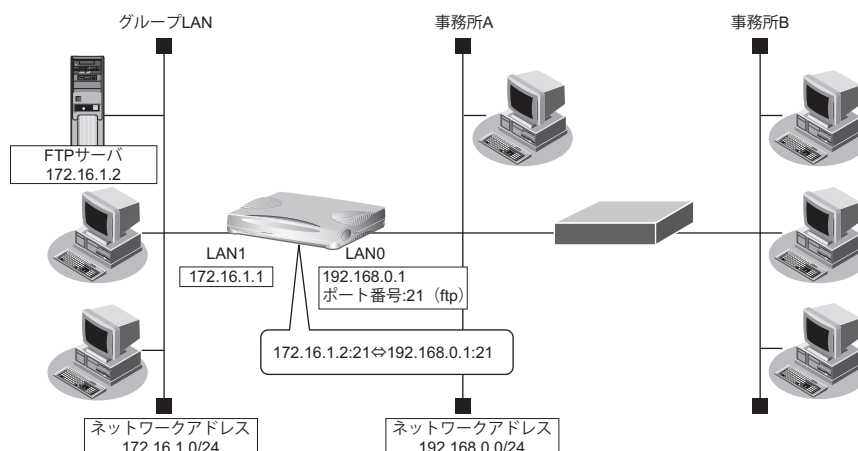 グループLAN
事務所A
事務所B
FTPサーバ
172.16.1.2
LAN1
172.16.1.1
LAN0
192.168.0.1
ポート番号:21（ftp）
172.16.1.2:21⇔192.168.0.1:21
ネットワークアドレス
172.16.1.0/24
ネットワークアドレス
192.168.0.0/24